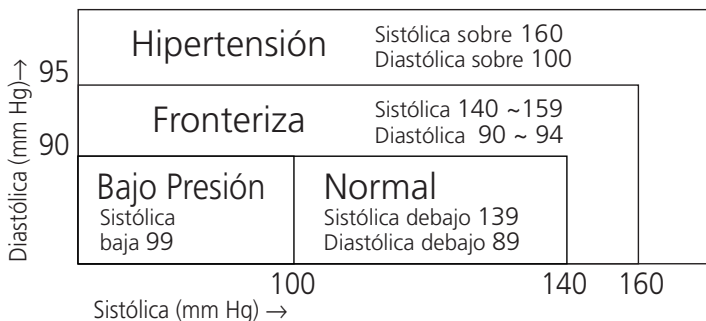 Hipertensión
Sistólica sobre 160
Diastólica sobre 100
95
Fronteriza
Sistólica 140 ~159
Diastólica 90 ~ 94
90
Diastólica (mm Hg)→
Bajo Presión
Sistólica
baja 99
Normal
Sistólica debajo 139
Diastólica debajo 89
100
140
160
Sistólica (mm Hg) →